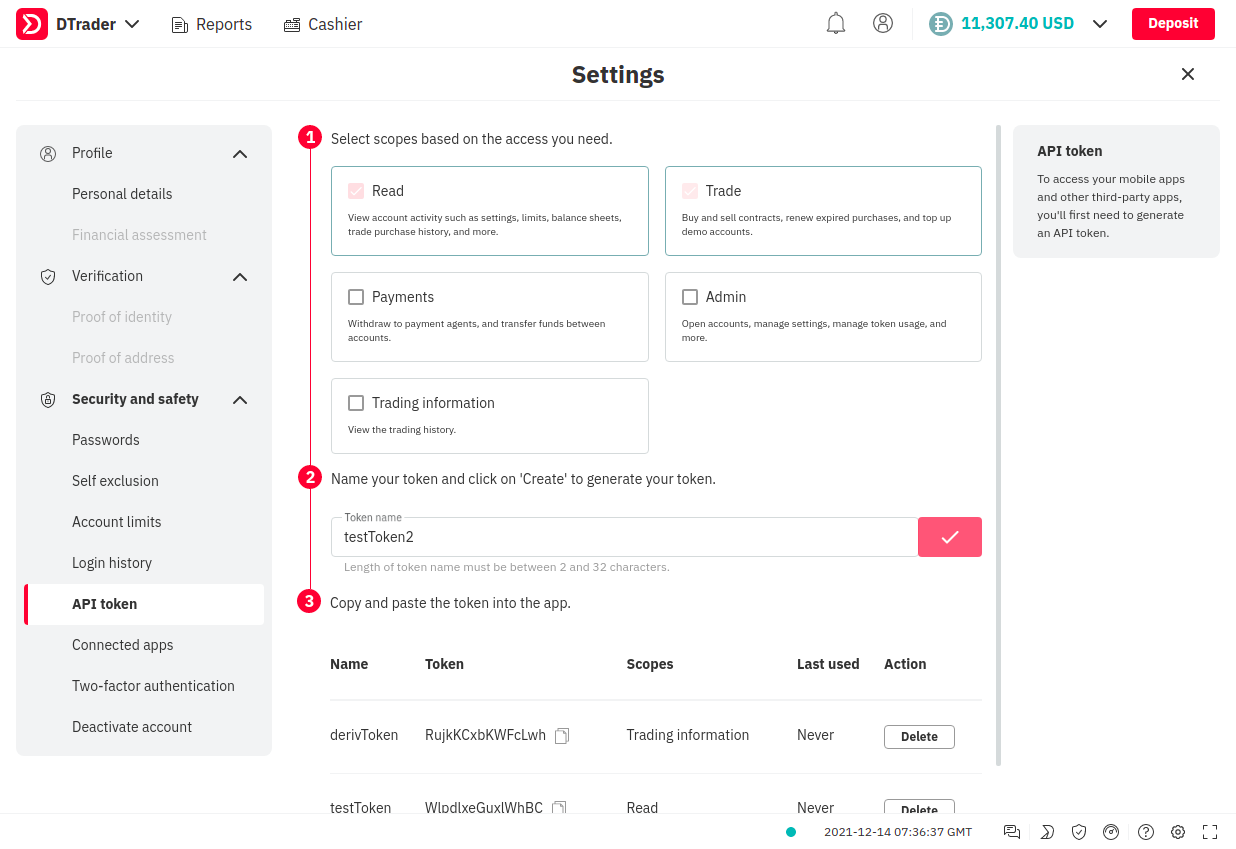 DTrader
Reports
Cashier
11,307.40 USD
Deposit
Settings
Profile
Personal details
Financial assessment
Verification
Proof of identity
Proof of address
Security and safety
Passwords
Self exclusion
Account limits
Login history
API token
Connected apps
Two-factor authentication
Deactivate account
1 Select scopes based on the access you need.
Read
View account activity such as settings, limits, balance sheets,
trade purchase history, and more.
Trade
Buy and sell contracts, renew expired purchases, and top up
demo accounts.
Payments
Withdraw to payment agents, and transfer funds between
accounts.
Admin
Open accounts, manage settings, manage token usage, and
more.
Trading information
View the trading history.
2 Name your token and click on 'Create' to generate your token.
Token name
testToken2
Length of token name must be between 2 and 32 characters.
3 Copy and paste the token into the app.
Name Token Scopes Last used Action
derivToken RujkKCxbKWFcLwh Trading information Never Delete
testToken WlpdlxeGuxlWhBC Read Never Delete
API token
To access your mobile apps
and other third-party apps,
you'll first need to generate
an API token.
2021-12-14 07:36:37 GMT